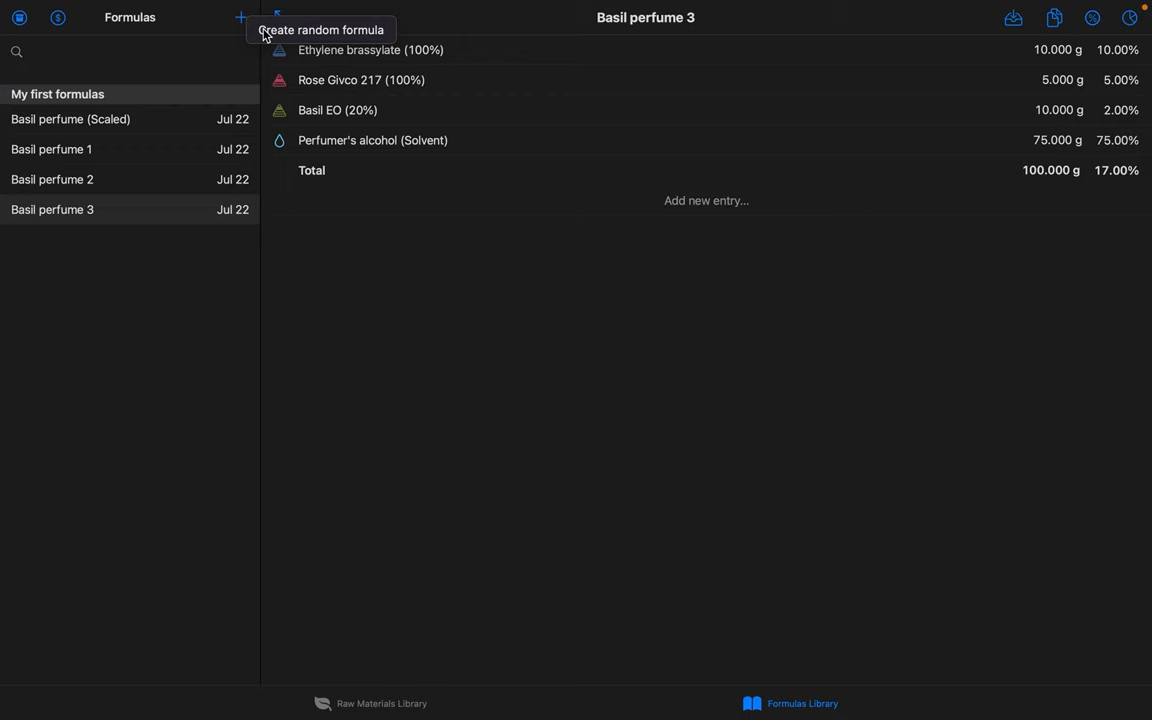 Formulas
Basil perfume 3
Create random formula
My first formulas
Basil perfume (Scaled) Jul 22
Basil perfume 1 Jul 22
Basil perfume 2 Jul 22
Basil perfume 3 Jul 22
Ethylene brassylate (100%) 10.000 g 10.00%
Rose Givco 217 (100%) 5.000 g 5.00%
Basil EO (20%) 10.000 g 2.00%
Perfumer's alcohol (Solvent) 75.000 g 75.00%
Total 100.000 g 17.00%
Add new entry...
Raw Materials Library
Formulas Library